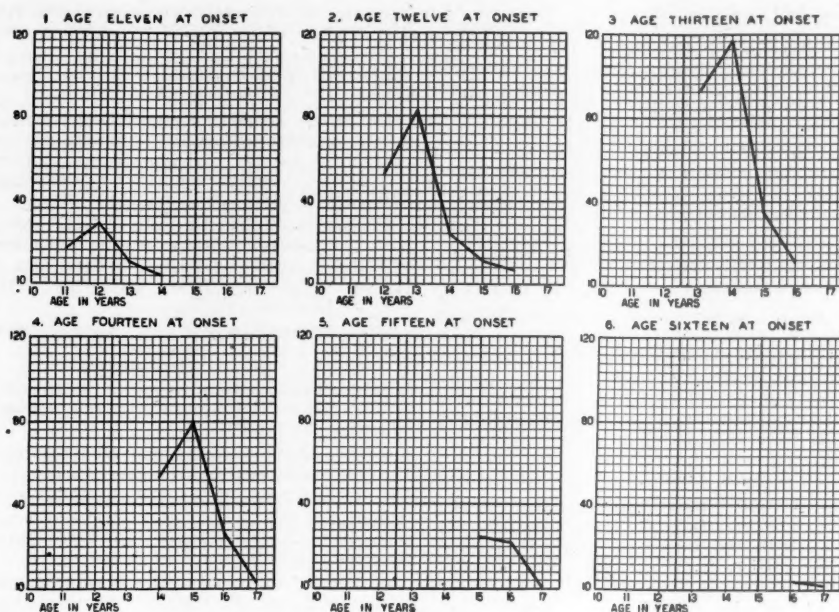 1 AGE ELEVEN AT ONSET
120
80
40
10
10 11 12 13 14 15 16 17
AGE IN YEARS
2. AGE TWELVE AT ONSET
120
80
40
10
10 11 12 13 14 15 16 17
AGE IN YEARS
3 AGE THIRTEEN AT ONSET
120
80
40
10
10 11 12 13 14 15 16 17
AGE IN YEARS
4. AGE FOURTEEN AT ONSET
120
80
40
10
10 11 12 13 14 15 16 17
AGE IN YEARS
5. AGE FIFTEEN AT ONSET
120
80
40
10
10 11 12 13 14 15 16 17
AGE IN YEARS
6. AGE SIXTEEN AT ONSET
120
80
40
10
10 11 12 13 14 15 16 17
AGE IN YEARS